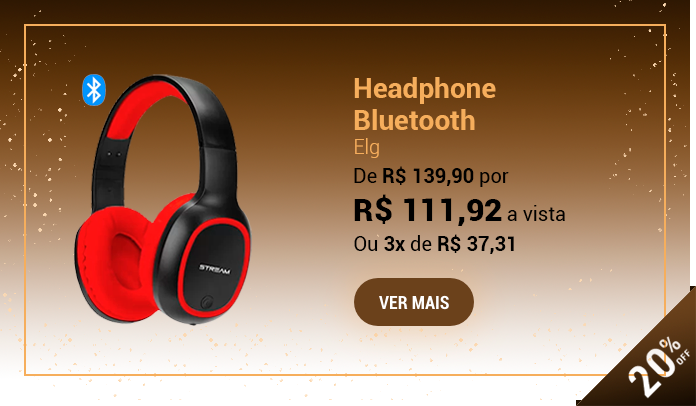 Headphone
Bluetooth
Elg
De R$ 139,90 por
R$ 111,92 a vista
Ou 3x de R$ 37,31
STREAM
VER MAIS
20% OFF